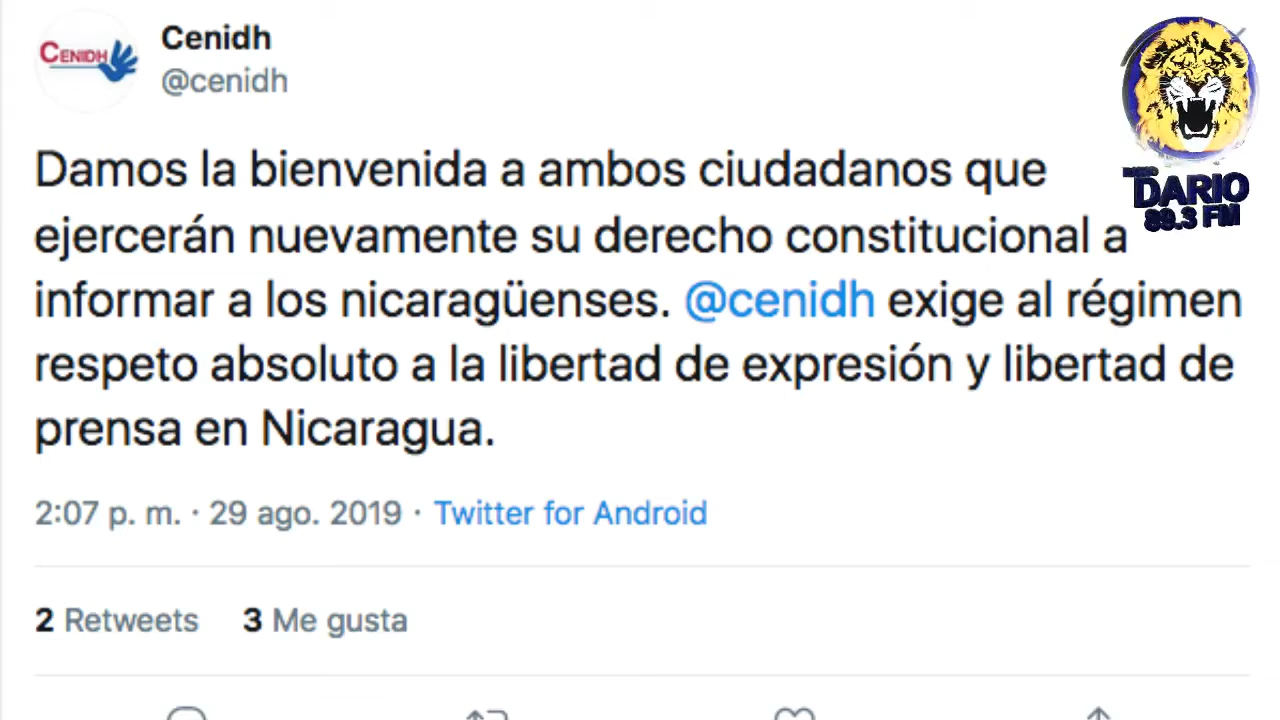 Cenidh
CENIDH
@cenidh
Damos la bienvenida a ambos ciudadanos que
ejercerán nuevamente su derecho constitucional a
informar a los nicaragüenses. @cenidh exige al régimen
respeto absoluto a la libertad de expresión y libertad de
prensa en Nicaragua.
2:07 p. m. · 29 ago. 2019 · Twitter for Android
2 Retweets 3 Me gusta
DARIO
89.3 FM